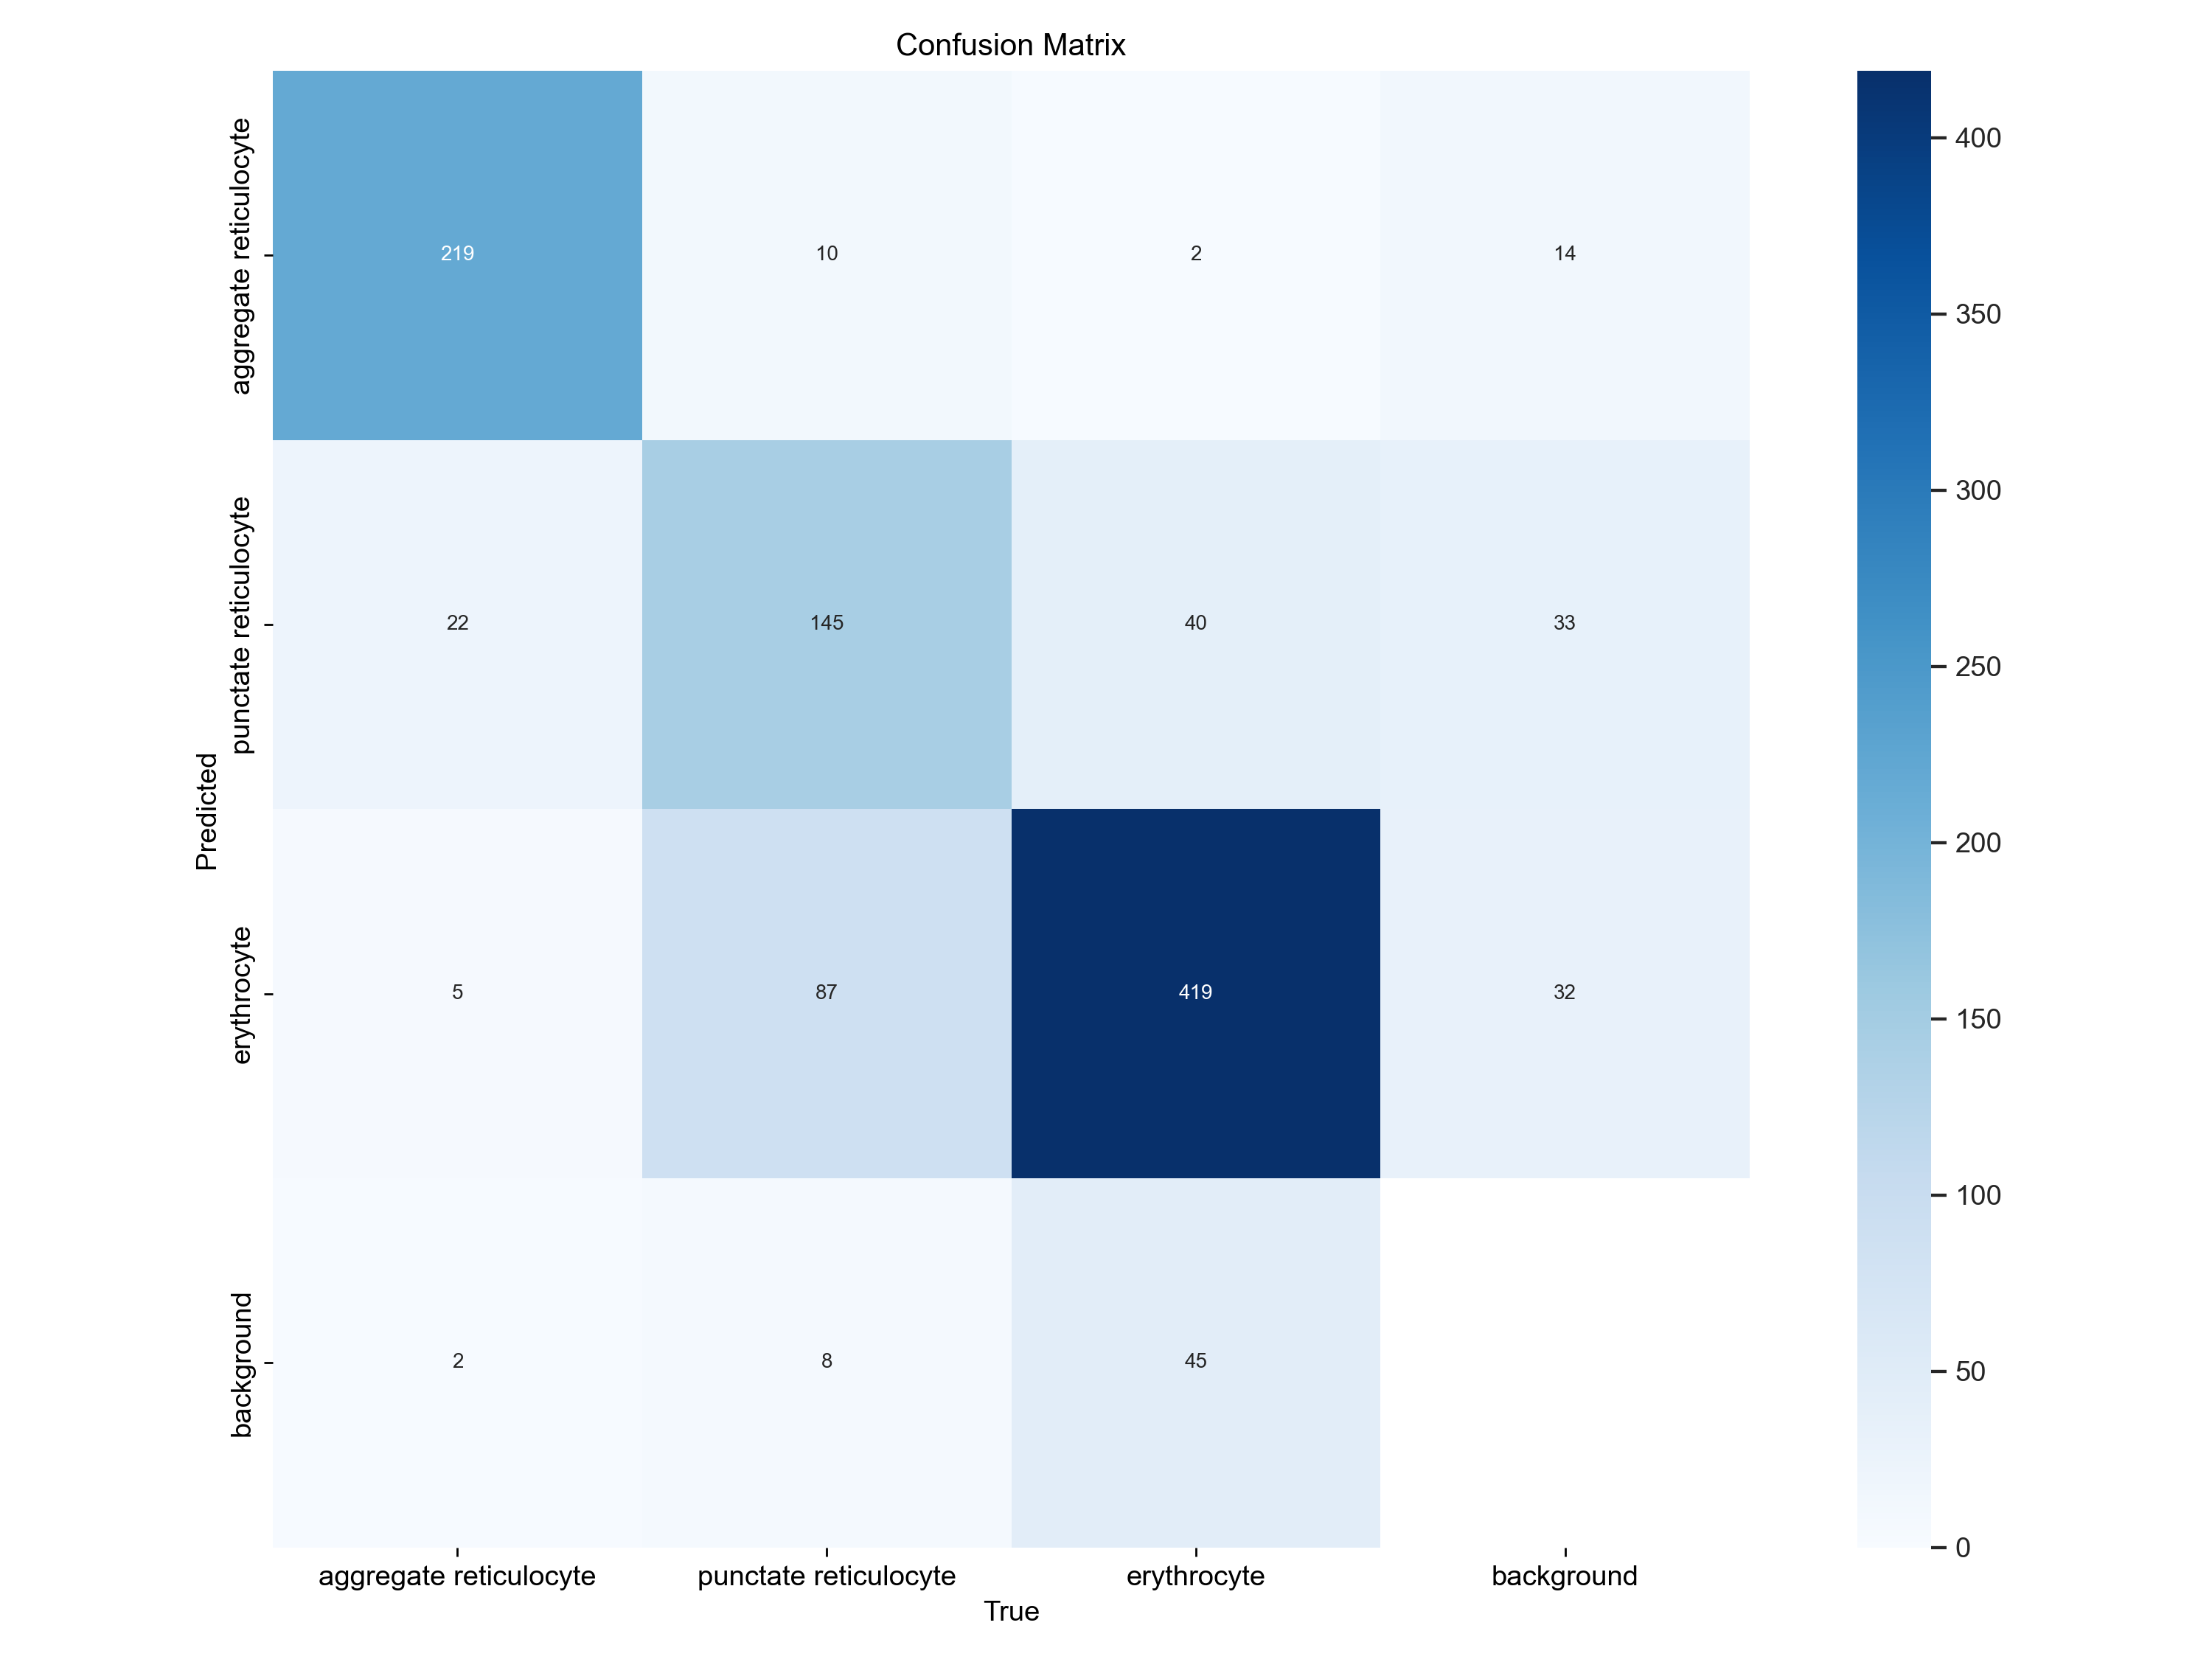 Confusion Matrix
Predicted
aggregate reticulocyte
219 10 2 14
punctate reticulocyte
22 145 40 33
erythrocyte
5 87 419 32
background
2 8 45
aggregate reticulocyte punctate reticulocyte erythrocyte background
True
400
350
300
250
200
150
100
50
0